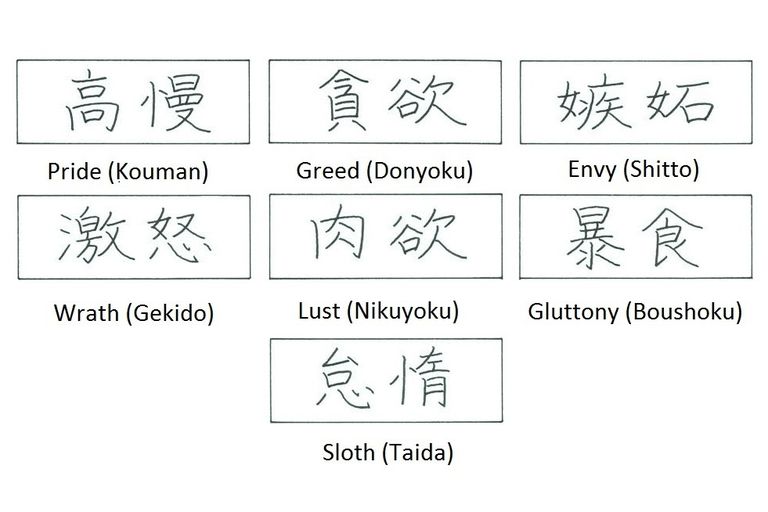 高慢 貪欲 嫉妬
Pride (Kouman) Greed (Donyoku) Envy (Shitto)
激怒 肉欲 暴食
Wrath (Gekido) Lust (Nikuyoku) Gluttony (Boushoku)
怠惰
Sloth (Taida)